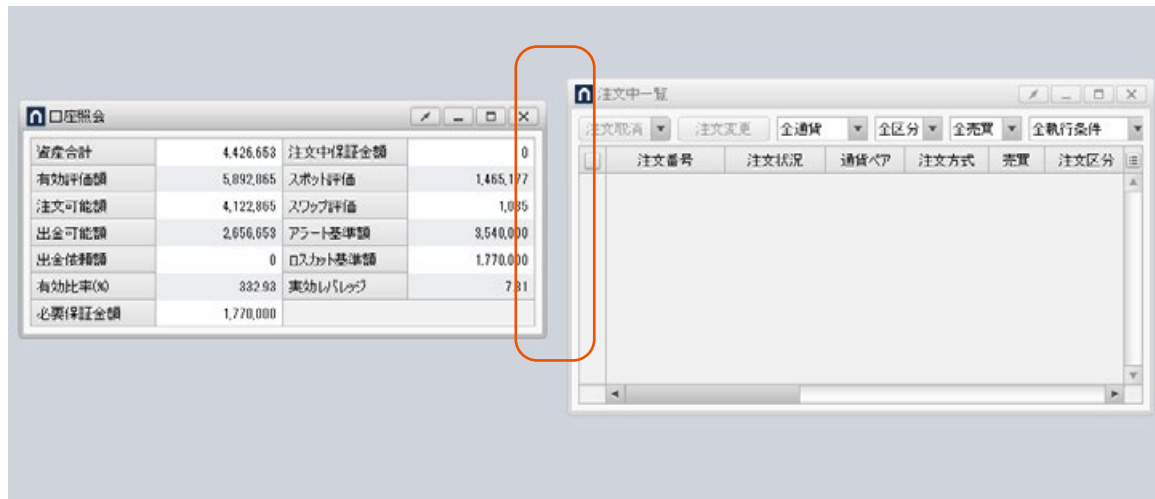 口座照会
資産合計 4,426,653 注文中保証金額 0
有効評価額 5,892,865 スポット評価 1,465,177
注文可能額 4,122,865 スワップ評価 1,035
出金可能額 2,656,653 アラート基準額 3,540,000
出金依頼額 0 ロスカット基準額 1,770,000
有効比率(%) 332.93 実効レバレッジ 7.81
必要保証金額 1,770,000
注文中一覧
注文取消 注文変更 全通貨 全区分 全売買 全執行条件
注文番号 注文状況 通貨ペア 注文方式 売買 注文区分